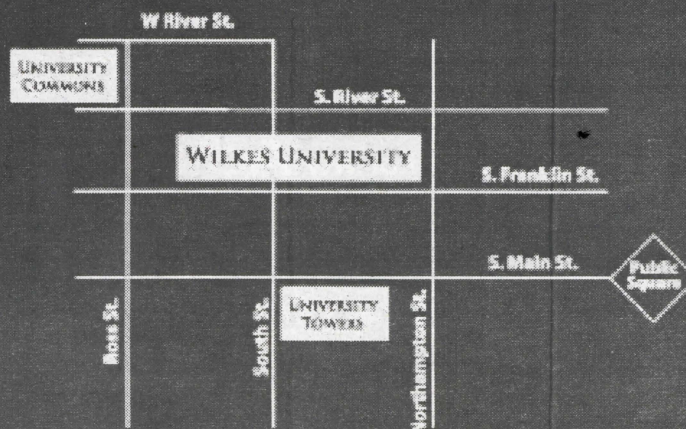 W River St.
UNIVERSITY
COMMONS
S. River St.
WILKES UNIVERSITY
S. Franklin St.
S. Main St.
Public
Square
Ross St.
South St.
UNIVERSITY
TOWERS
Northampton St.